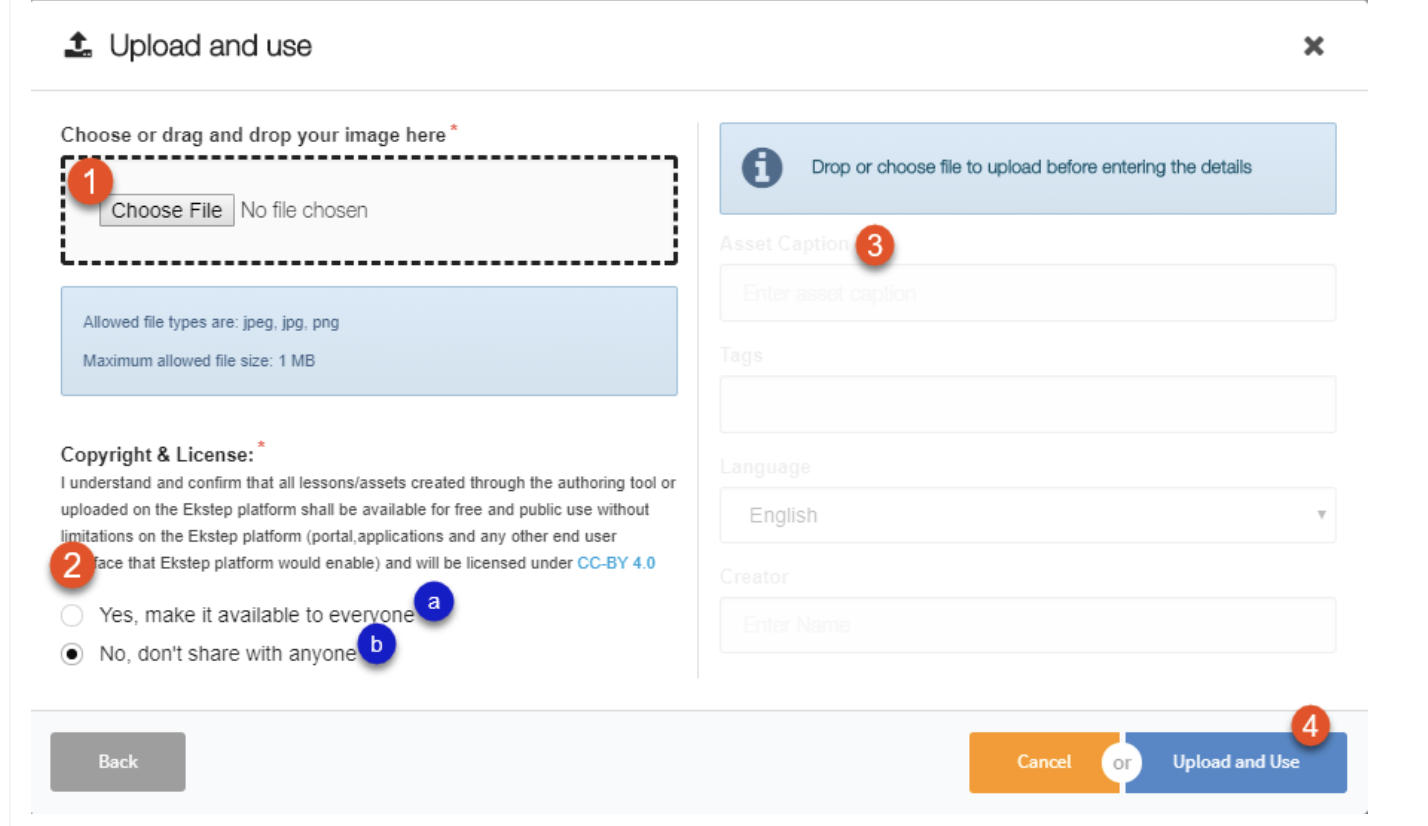 Upload and use
Choose or drag and drop your image here *
1
Choose File No file chosen
Allowed file types are: jpeg, jpg, png
Maximum allowed file size: 1 MB
Copyright & License: *
I understand and confirm that all lessons/assets created through the authoring tool or
uploaded on the Ekstep platform shall be available for free and public use without
limitations on the Ekstep platform (portal,applications and any other end user
2 face that Ekstep platform would enable) and will be licensed under CC-BY 4.0
Yes, make it available to everyone a
No, don't share with anyone b
Drop or choose file to upload before entering the details
Asset Caption 3
Enter asset caption
Tags
Language
English
Creator
Enter Name
4
Back
Cancel or Upload and Use